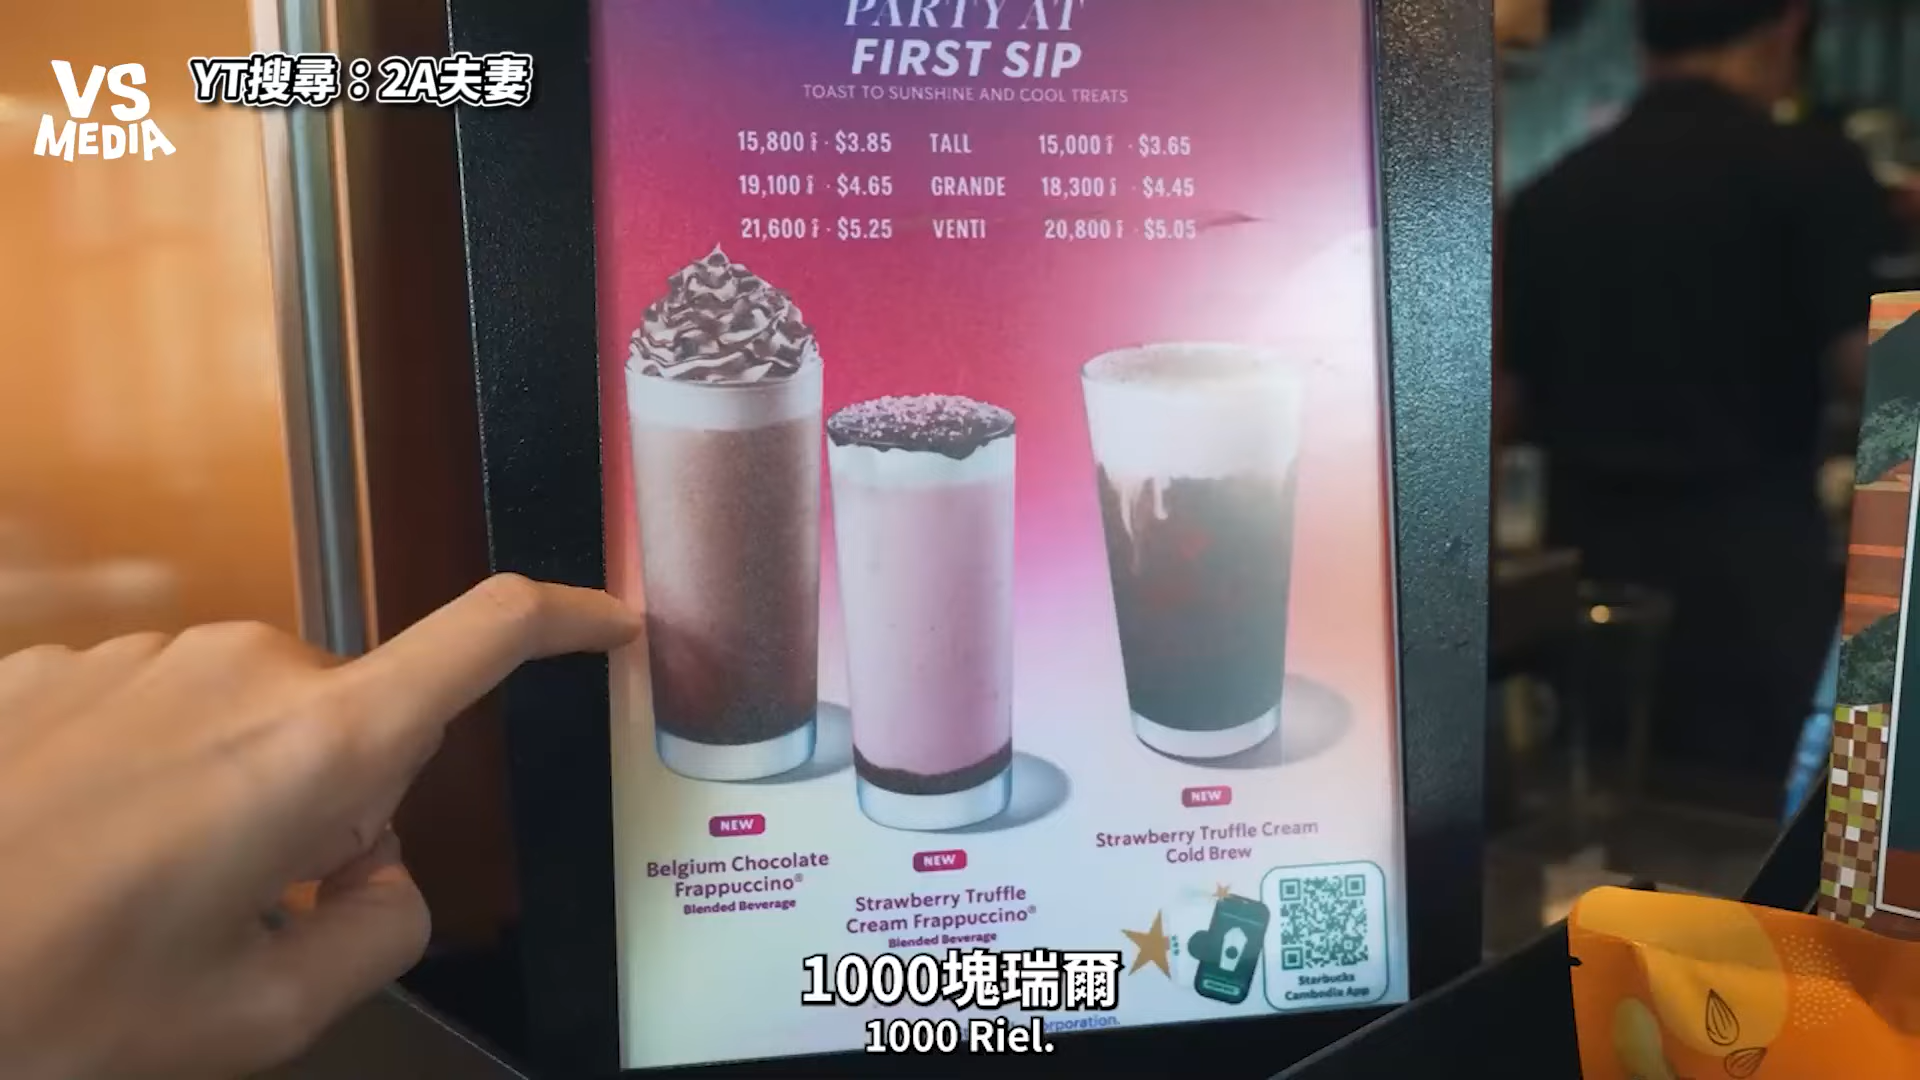 VS
MEDIA
YT搜尋：2A夫妻
PARTY AT
FIRST SIP
TOAST TO SUNSHINE AND COOL TREATS
15,800៛ · $3.85 TALL 15,000៛ · $3.65
19,100៛ · $4.65 GRANDE 18,300៛ · $4.45
21,600៛ · $5.25 VENTI 20,800៛ · $5.05
NEW
Belgium Chocolate
Frappuccino®
Blended Beverage
NEW
Strawberry Truffle
Cream Frappuccino®
Blended Beverage
NEW
Strawberry Truffle Cream
Cold Brew
Starbucks
Cambodia App
orporation.
1000塊瑞爾
1000 Riel.